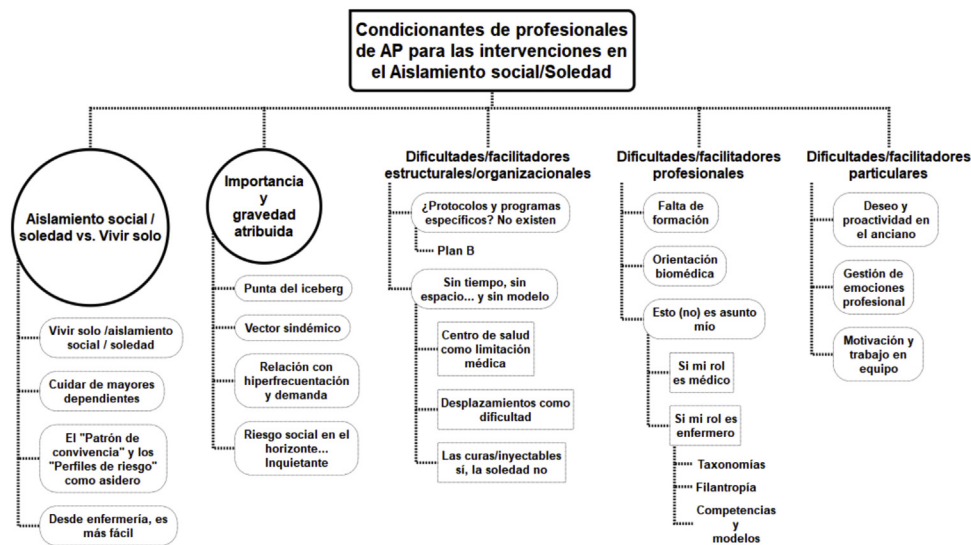 Condicionantes de profesionales
de AP para las intervenciones en
el Aislamiento social/Soledad
Aislamiento social /
soledad vs. Vivir solo
Vivir solo /aislamiento
social / soledad
Cuidar de mayores
dependientes
El "Patrón de
convivencia" y los
"Perfiles de riesgo"
como asidero
Desde enfermería, es
más fácil
Importancia
y
gravedad
atribuida
Punta del iceberg
Vector sindémico
Relación con
hiperfrecuentación
y demanda
Riesgo social en el
horizonte...
Inquietante
Dificultades/facilitadores
estructurales/organizacionales
¿Protocolos y programas
específicos? No existen
Plan B
Sin tiempo, sin
espacio... y sin modelo
Centro de salud
como limitación
médica
Desplazamientos como
dificultad
Las curas/inyectables
sí, la soledad no
Dificultades/facilitadores
profesionales
Falta de
formación
Orientación
biomédica
Esto (no) es asunto
mío
Si mi rol
es médico
Si mi rol es
enfermero
Taxonomías
Filantropía
Competencias
y
modelos
Dificultades/facilitadores
particulares
Deseo y
proactividad en
el anciano
Gestión de
emociones
profesional
Motivación y
trabajo en
equipo